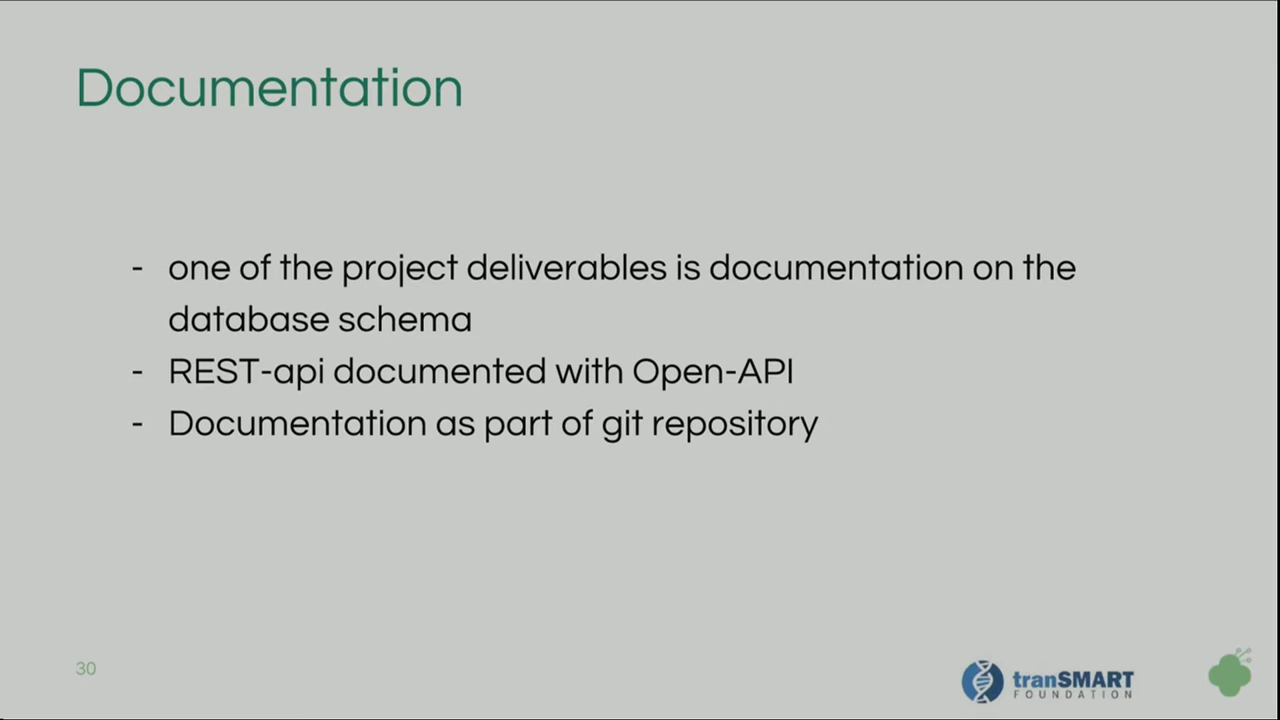 Documentation
- one of the project deliverables is documentation on the
database schema
- REST-api documented with Open-API
- Documentation as part of git repository
30
tranSMART
FOUNDATION